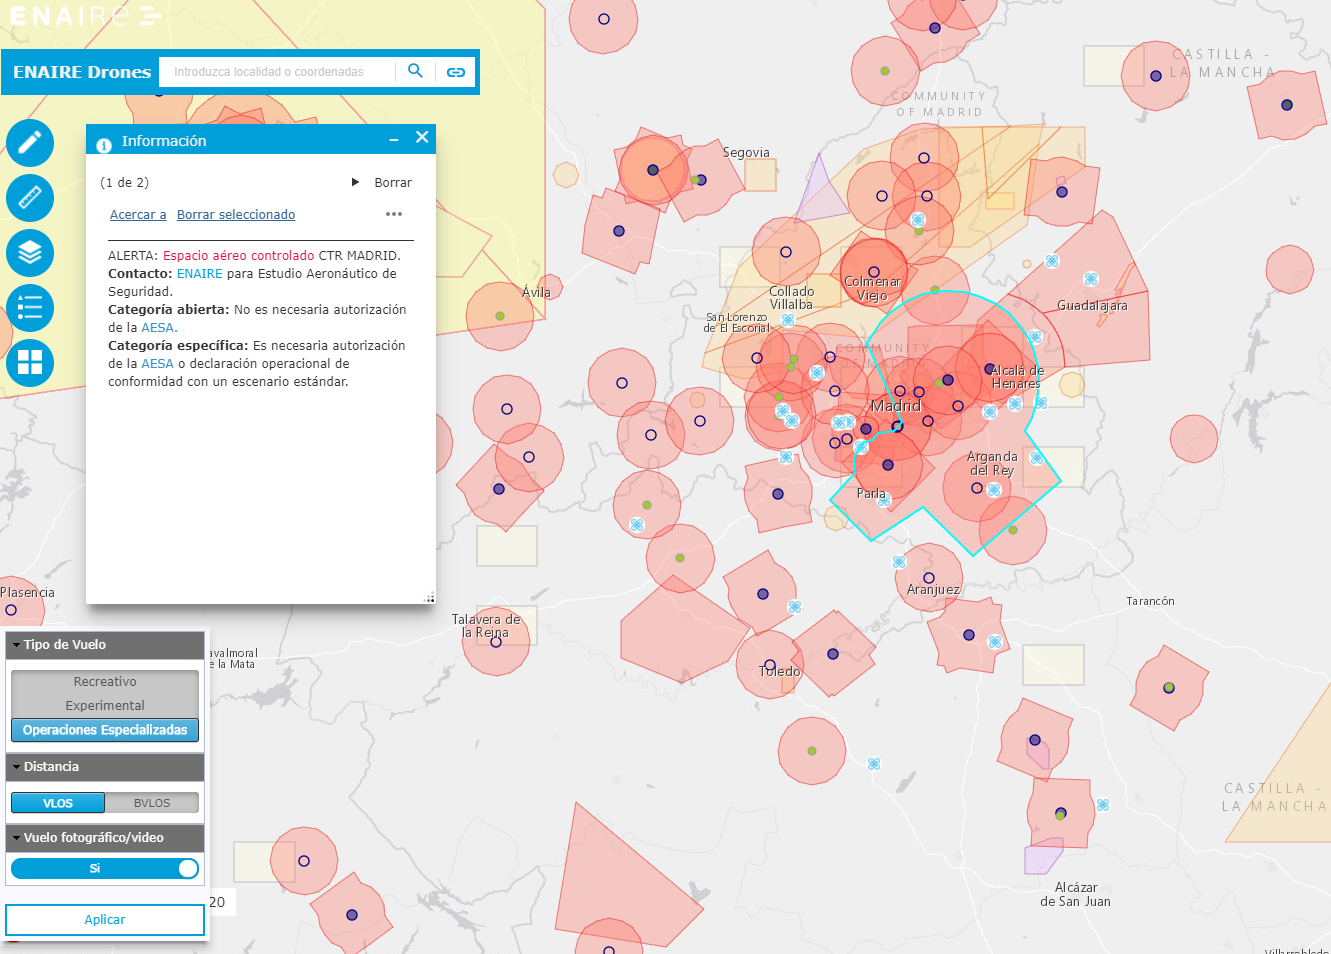 ENAIRE
ENAIRE Drones
Introduzca localidad o coordenadas
Información
(1 de 2)
Borrar
Acercar a
Borrar seleccionado
ALERTA: Espacio aéreo controlado CTR MADRID.
Contacto: ENAIRE para Estudio Aeronáutico de
Seguridad.
Categoría abierta: No es necesaria autorización
de la AESA.
Categoría específica: Es necesaria autorización
de la AESA o declaración operacional de
conformidad con un escenario estándar.
CASTILLA -
LA MANCHA
COMMUNITY
OF MADRID
Segovia
Ávila
Collado
Villalba
Colmenar
Viejo
San Lorenzo
de El Escorial
Guadalajara
COMMUNITY
OF MADRID
Alcalá de
Henares
Madrid
Arganda
del Rey
Parla
Aranjuez
Tarancón
Plasencia
Talavera de
la Reina
avalmoral
de la Mata
Toledo
CASTILLA -
LA MANCHA
Alcázar
de San Juan
Villarrobledo
Tipo de Vuelo
Recreativo
Experimental
Operaciones Especializadas
Distancia
VLOS
BVLOS
Vuelo fotográfico/video
Si
Aplicar
20